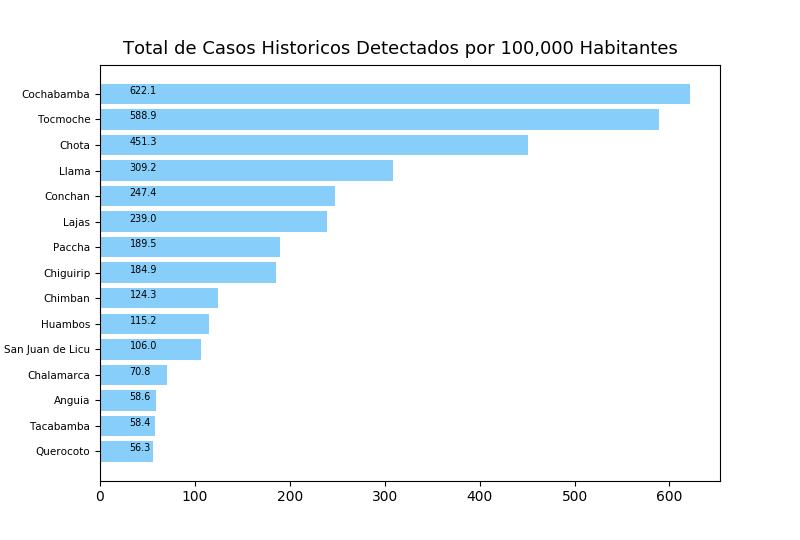 Total de Casos Historicos Detectados por 100,000 Habitantes
Cochabamba 622.1
Tocmoche 588.9
Chota 451.3
Llama 309.2
Conchan 247.4
Lajas 239.0
Paccha 189.5
Chiguirip 184.9
Chimban 124.3
Huambos 115.2
San Juan de Licu 106.0
Chalamarca 70.8
Anguia 58.6
Tacabamba 58.4
Querocoto 56.3
0 100 200 300 400 500 600